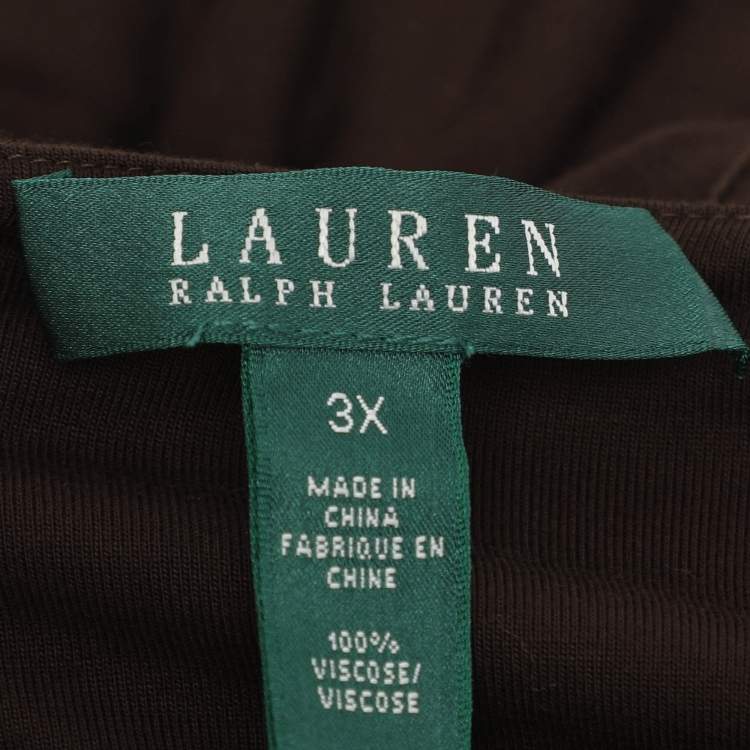 LAUREN
RALPH LAUREN
3X
MADE IN
CHINA
FABRIQUE EN
CHINE
100%
VISCOSE/
VISCOSE